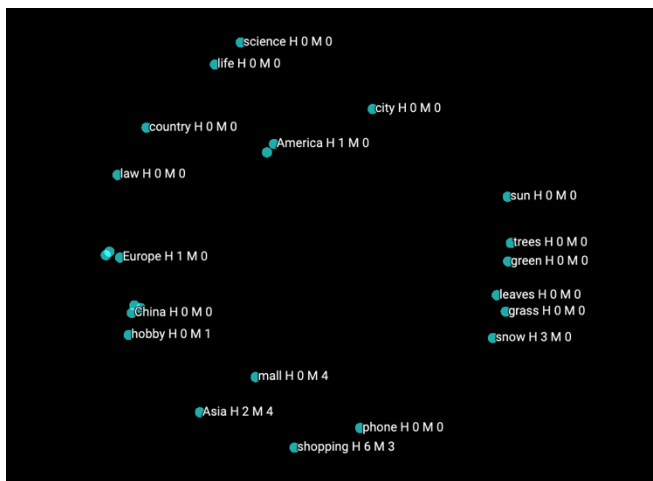 science H 0 M 0
life H 0 M 0
city H 0 M 0
country H 0 M 0
America H 1 M 0
law H 0 M 0
sun H 0 M 0
trees H 0 M 0
Europe H 1 M 0
green H 0 M 0
leaves H 0 M 0
China H 0 M 0
grass H 0 M 0
hobby H 0 M 1
snow H 3 M 0
mall H 0 M 4
Asia H 2 M 4
phone H 0 M 0
shopping H 6 M 3